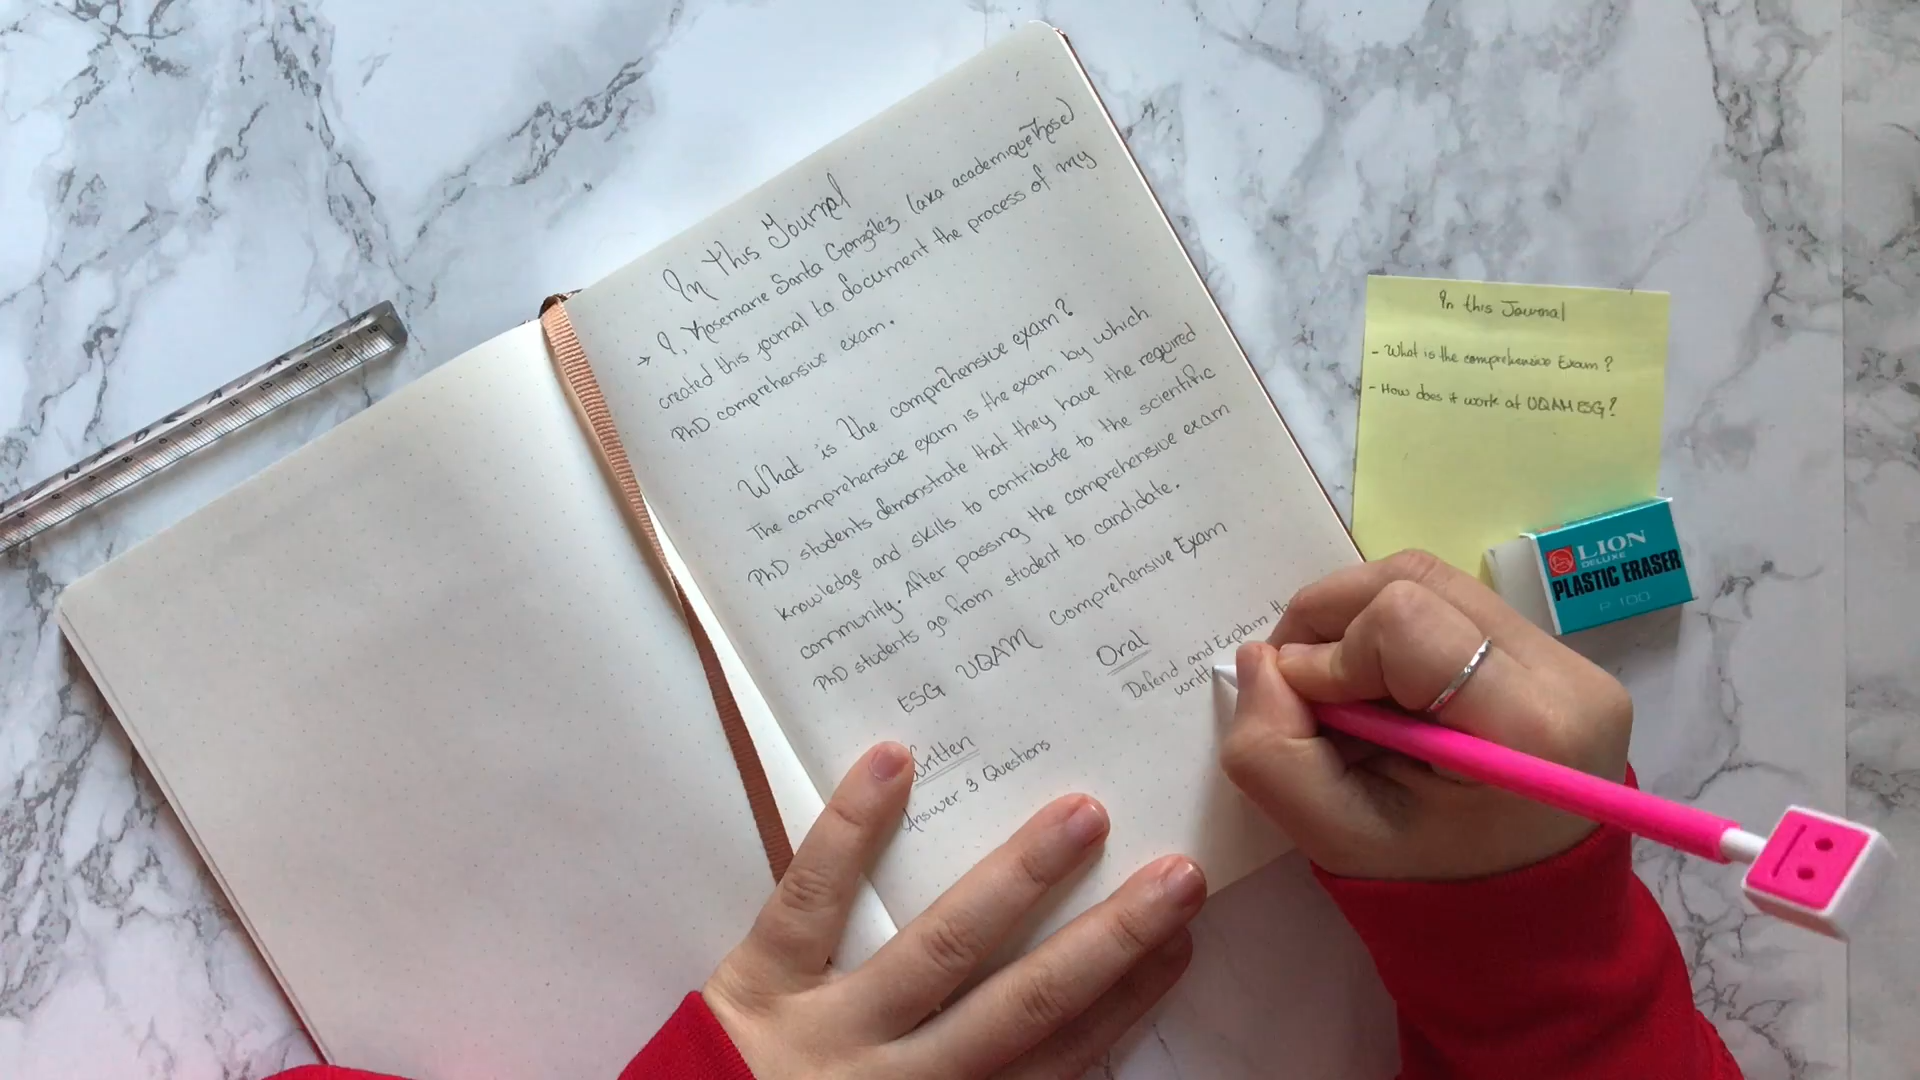 In this Journal
→ I, Rosemarie Santa González (aka academiqueRose)
created this journal to document the process of my
PhD comprehensive exam.
What is the comprehensive exam?
The comprehensive exam is the exam by which
PhD students demonstrate that they have the required
knowledge and skills to contribute to the scientific
community. After passing the comprehensive exam
PhD students go from student to candidate.
ESG UQAM Comprehensive Exam
Written
Answer 3 Questions
Oral
Defend and Explain
In this Journal
- What is the comprehensive Exam?
- How does it work at UQAM ESG?
LION
DELUXE
PLASTIC ERASER
P 100